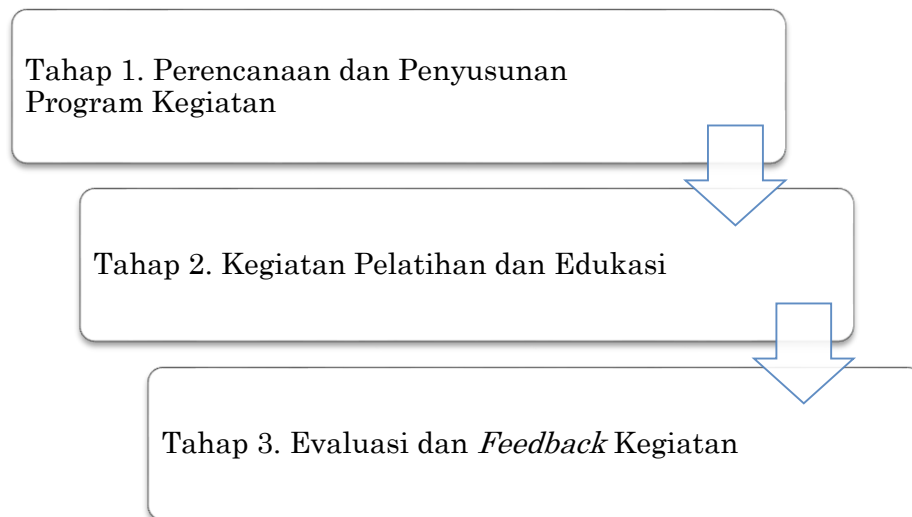 Tahap 1. Perencanaan dan Penyusunan
Program Kegiatan
Tahap 2. Kegiatan Pelatihan dan Edukasi
Tahap 3. Evaluasi dan Feedback Kegiatan